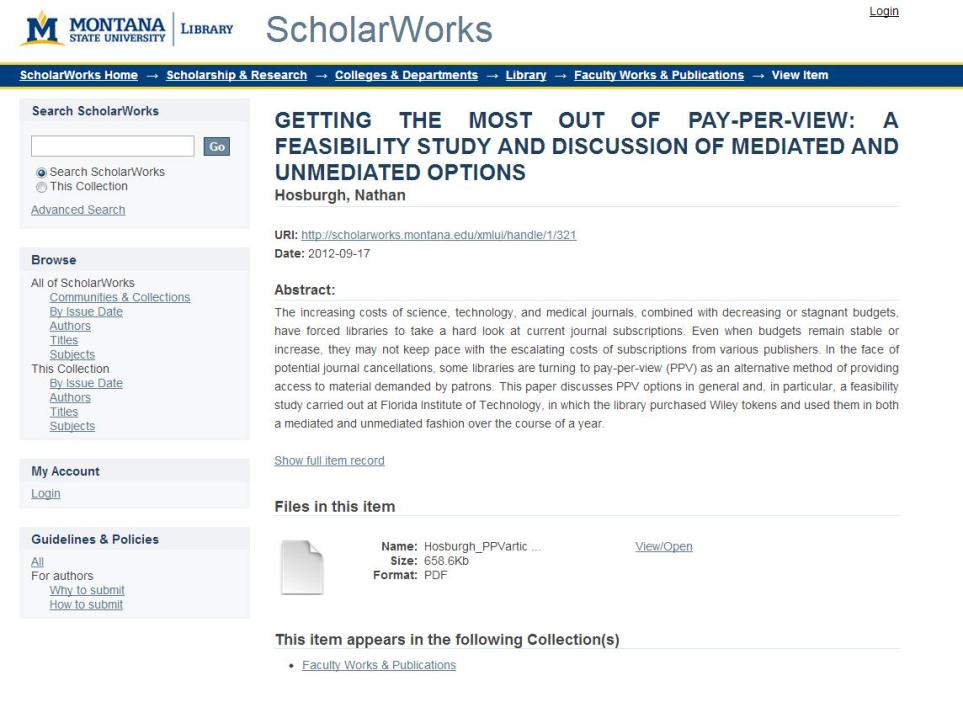 MONTANA
STATE UNIVERSITY
LIBRARY
ScholarWorks
Login
ScholarWorks Home → Scholarship & Research → Colleges & Departments → Library → Faculty Works & Publications → View Item
Search ScholarWorks
Go
Search ScholarWorks
This Collection
Advanced Search
Browse
All of ScholarWorks
Communities & Collections
By Issue Date
Authors
Titles
Subjects
This Collection
By Issue Date
Authors
Titles
Subjects
My Account
Login
Guidelines & Policies
All
For authors
Why to submit
How to submit
GETTING THE MOST OUT OF PAY-PER-VIEW: A
FEASIBILITY STUDY AND DISCUSSION OF MEDIATED AND
UNMEDIATED OPTIONS
Hosburgh, Nathan
URI: http://scholarworks.montana.edu/xmlui/handle/1/321
Date: 2012-09-17
Abstract:
The increasing costs of science, technology, and medical journals, combined with decreasing or stagnant budgets,
have forced libraries to take a hard look at current journal subscriptions. Even when budgets remain stable or
increase, they may not keep pace with the escalating costs of subscriptions from various publishers. In the face of
potential journal cancellations, some libraries are turning to pay-per-view (PPV) as an alternative method of providing
access to material demanded by patrons. This paper discusses PPV options in general and, in particular, a feasibility
study carried out at Florida Institute of Technology, in which the library purchased Wiley tokens and used them in both
a mediated and unmediated fashion over the course of a year.
Show full item record
Files in this item
Name: Hosburgh_PPVartic ...
View/Open
Size: 658.6Kb
Format: PDF
This item appears in the following Collection(s)
• Faculty Works & Publications